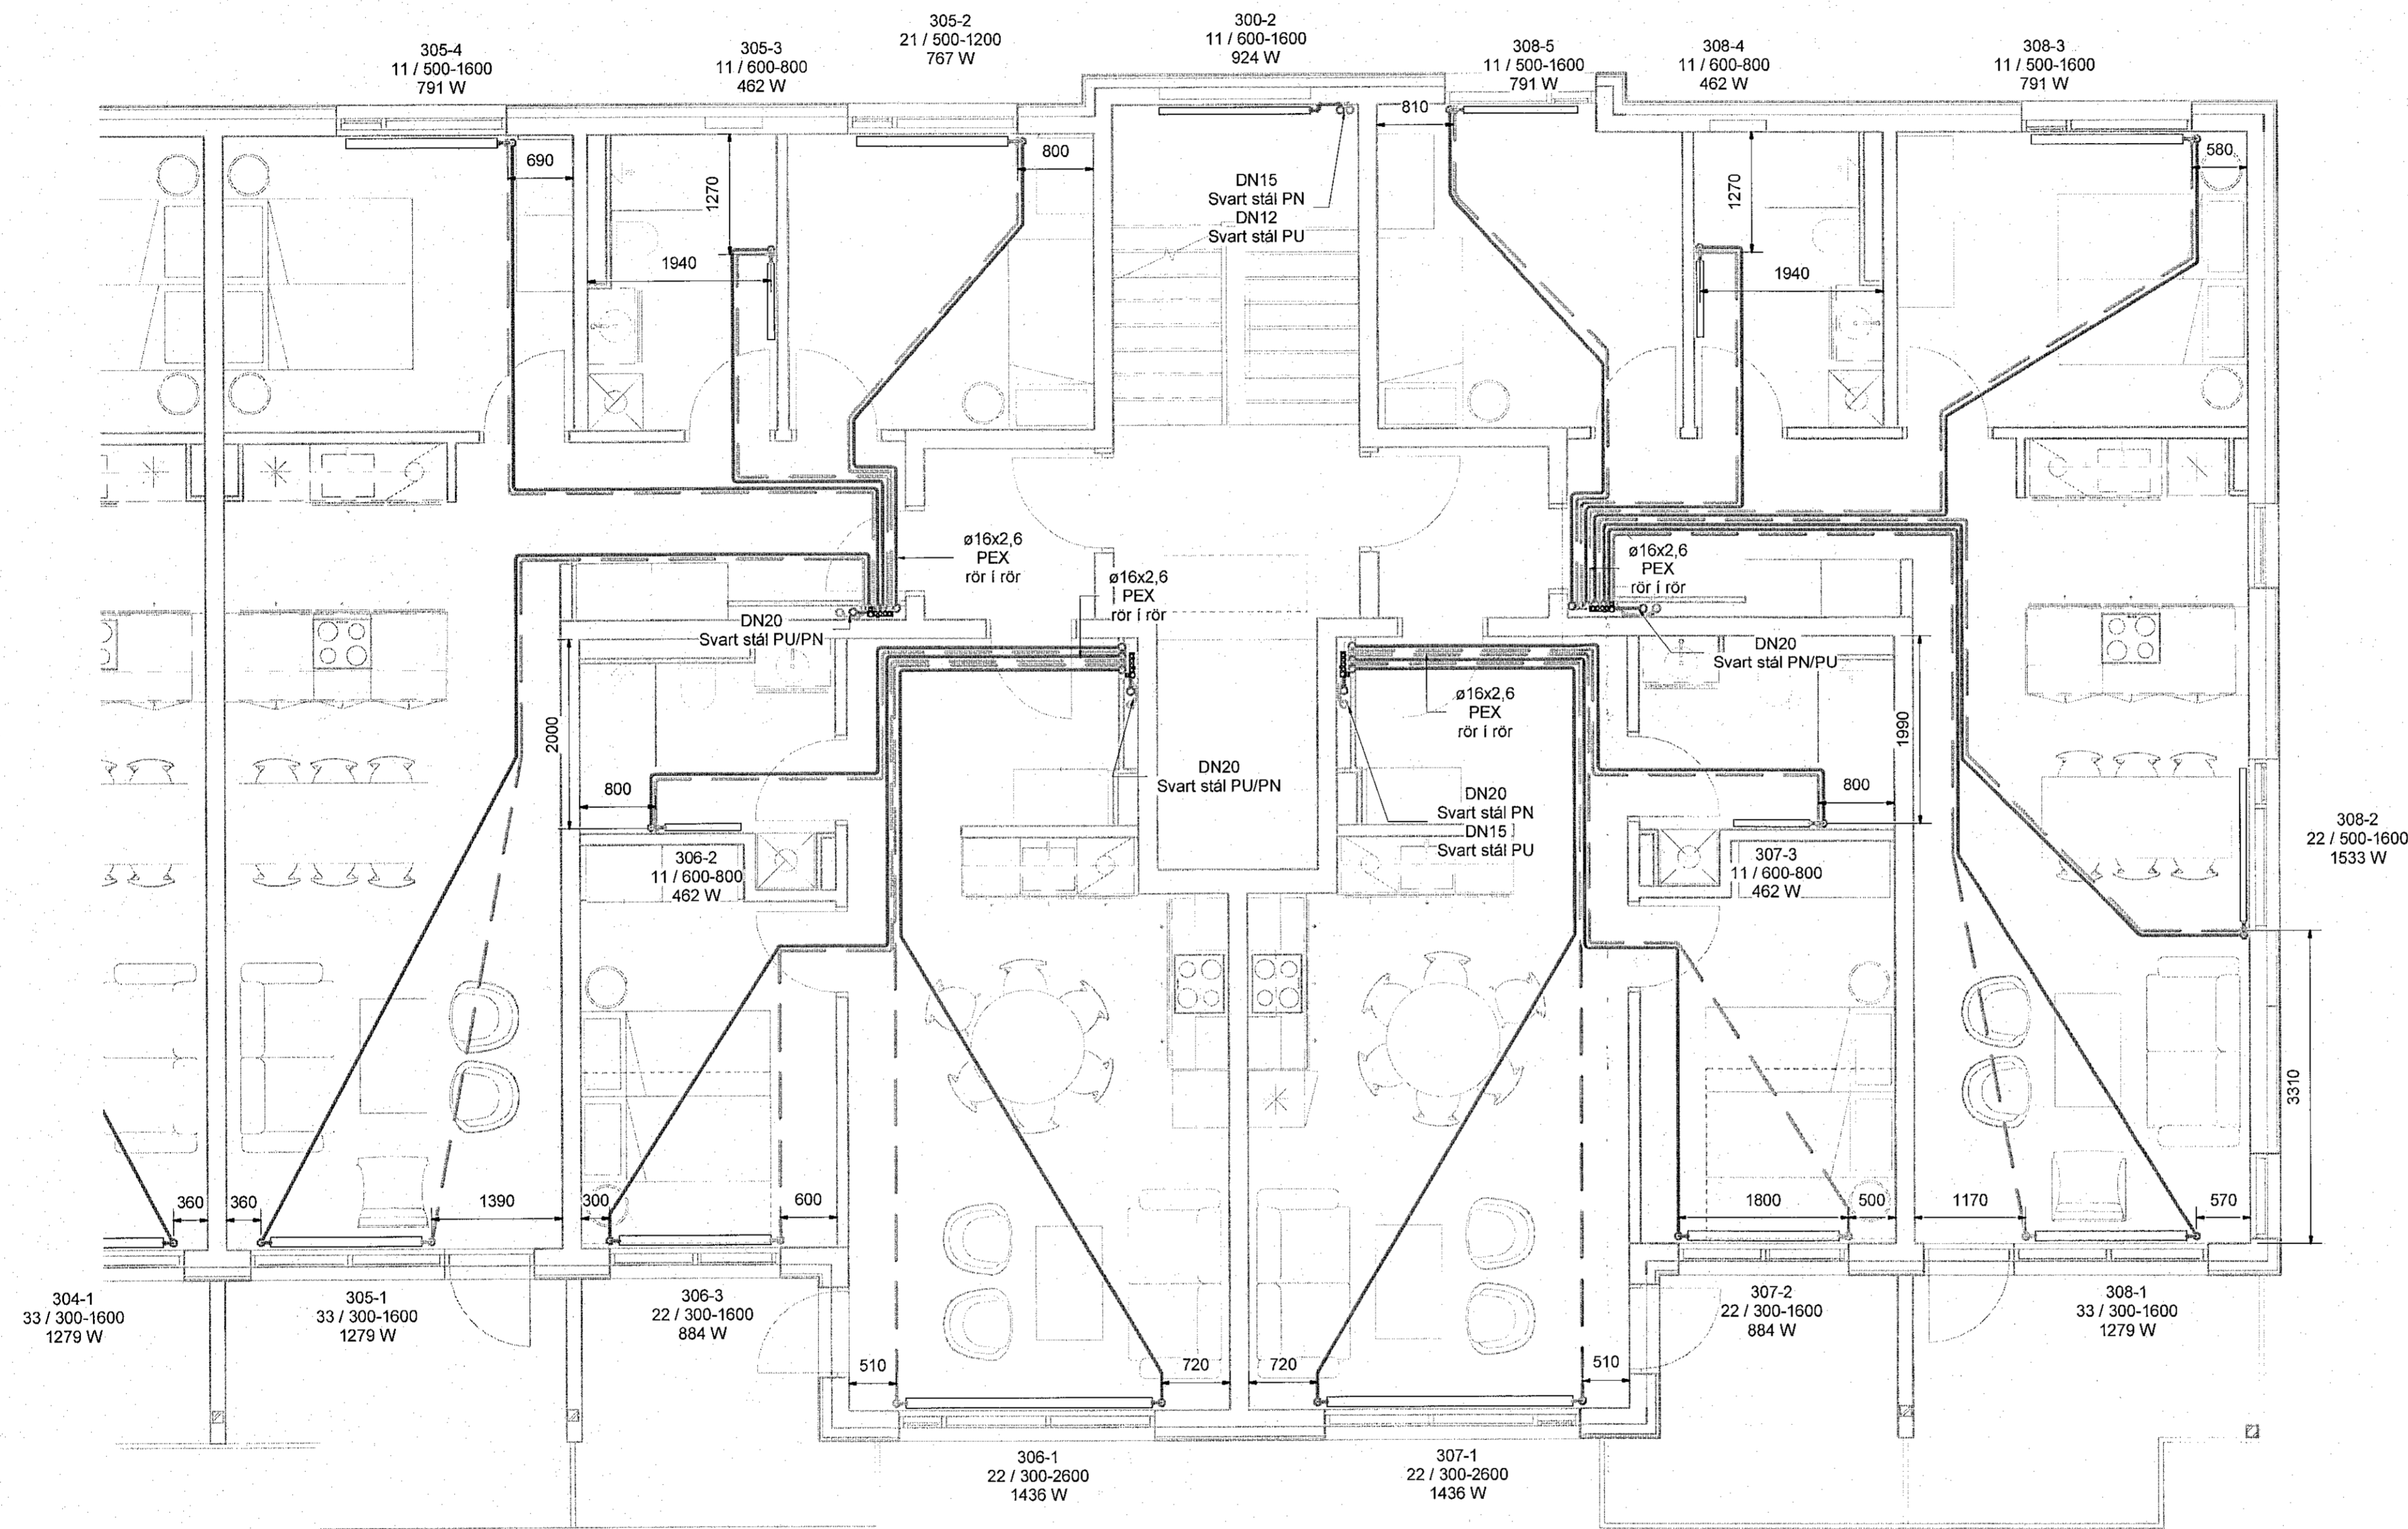 305-4
11 / 500-1600
791 W
305-3
11 / 600-800
462 W
305-2
21 / 500-1200
767 W
300-2
11 / 600-1600
924 W
308-5
11 / 500-1600
791 W
308-4
11 / 600-800
462 W
308-3
11 / 500-1600
791 W
690
1270
1940
800
DN15
Svart stál PN
DN12
Svart stál PU
810
1270
1940
580
ø16x2,6
PEX
rör í rör
ø16x2,6
PEX
rör í rör
ø16x2,6
PEX
rör í rör
DN20
Svart stál PU/PN
DN20
Svart stál PN/PU
2000
800
ø16x2,6
PEX
rör í rör
DN20
Svart stál PU/PN
DN20
Svart stál PN
DN15
Svart stál PU
1990
800
306-2
11 / 600-800
462 W
307-3
11 / 600-800
462 W
308-2
22 / 500-1600
1533 W
3310
360
360
1390
300
600
1800
500
1170
570
304-1
33 / 300-1600
1279 W
305-1
33 / 300-1600
1279 W
306-3
22 / 300-1600
884 W
307-2
22 / 300-1600
884 W
308-1
33 / 300-1600
1279 W
510
720
720
510
306-1
22 / 300-2600
1436 W
307-1
22 / 300-2600
1436 W